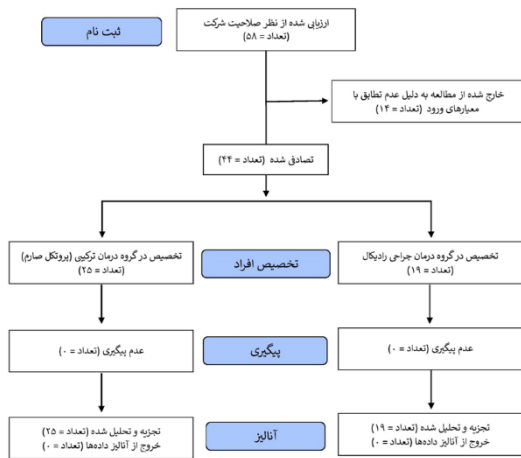 ثبت نام
ارزیابی شده از نظر صلاحیت شرکت
(تعداد = ۵۸)
خارج شده از مطالعه به دلیل عدم تطابق با
معیارهای ورود (تعداد = ۱۴)
تصادفی شده (تعداد = ۴۴)
تخصیص در گروه درمان جراحی رادیکال
(تعداد = ۱۹)
تخصیص افراد
تخصیص در گروه درمان ترکیبی (پروتکل صارم)
(تعداد = ۲۵)
عدم پیگیری (تعداد = ۰)
پیگیری
عدم پیگیری (تعداد = ۰)
تجزیه و تحلیل شده (تعداد = ۱۹)
خروج از آنالیز داده‌ها (تعداد = ۰)
آنالیز
تجزیه و تحلیل شده (تعداد = ۲۵)
خروج از آنالیز داده‌ها (تعداد = ۰)